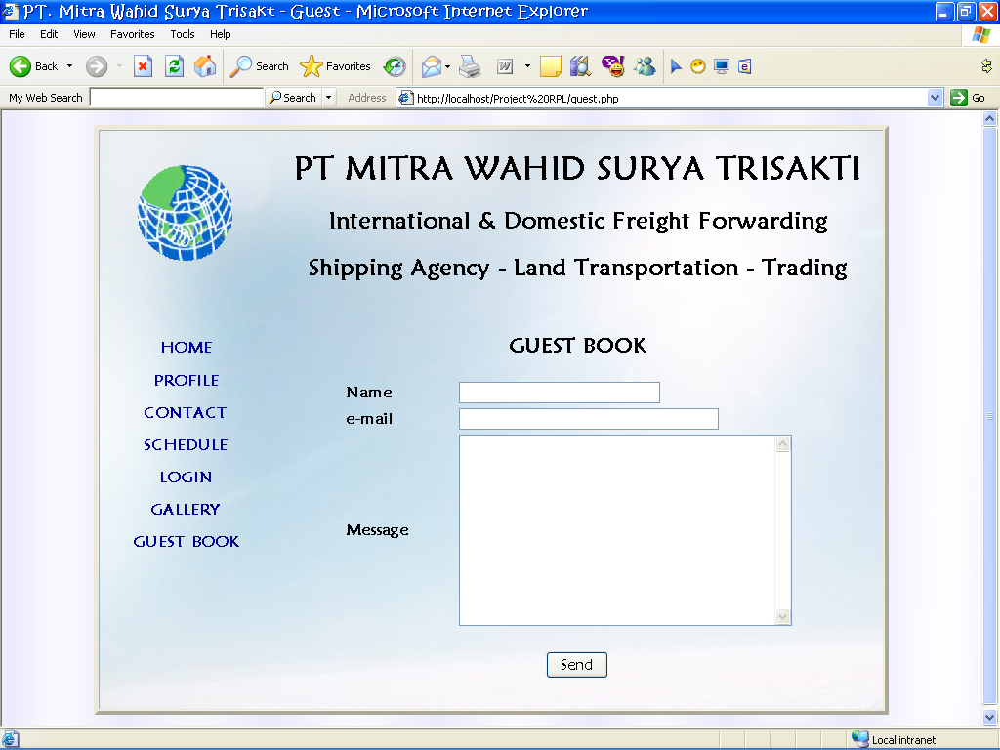 PT. Mitra Wahid Surya Trisakt - Guest - Microsoft Internet Explorer
File Edit View Favorites Tools Help
Back Search Favorites
My Web Search Search Address http://localhost/Project%20RPL/guest.php Go
PT MITRA WAHID SURYA TRISAKTI
International & Domestic Freight Forwarding
Shipping Agency - Land Transportation - Trading
HOME
PROFILE
CONTACT
SCHEDULE
LOGIN
GALLERY
GUEST BOOK
GUEST BOOK
Name
e-mail
Message
Send
Local intranet